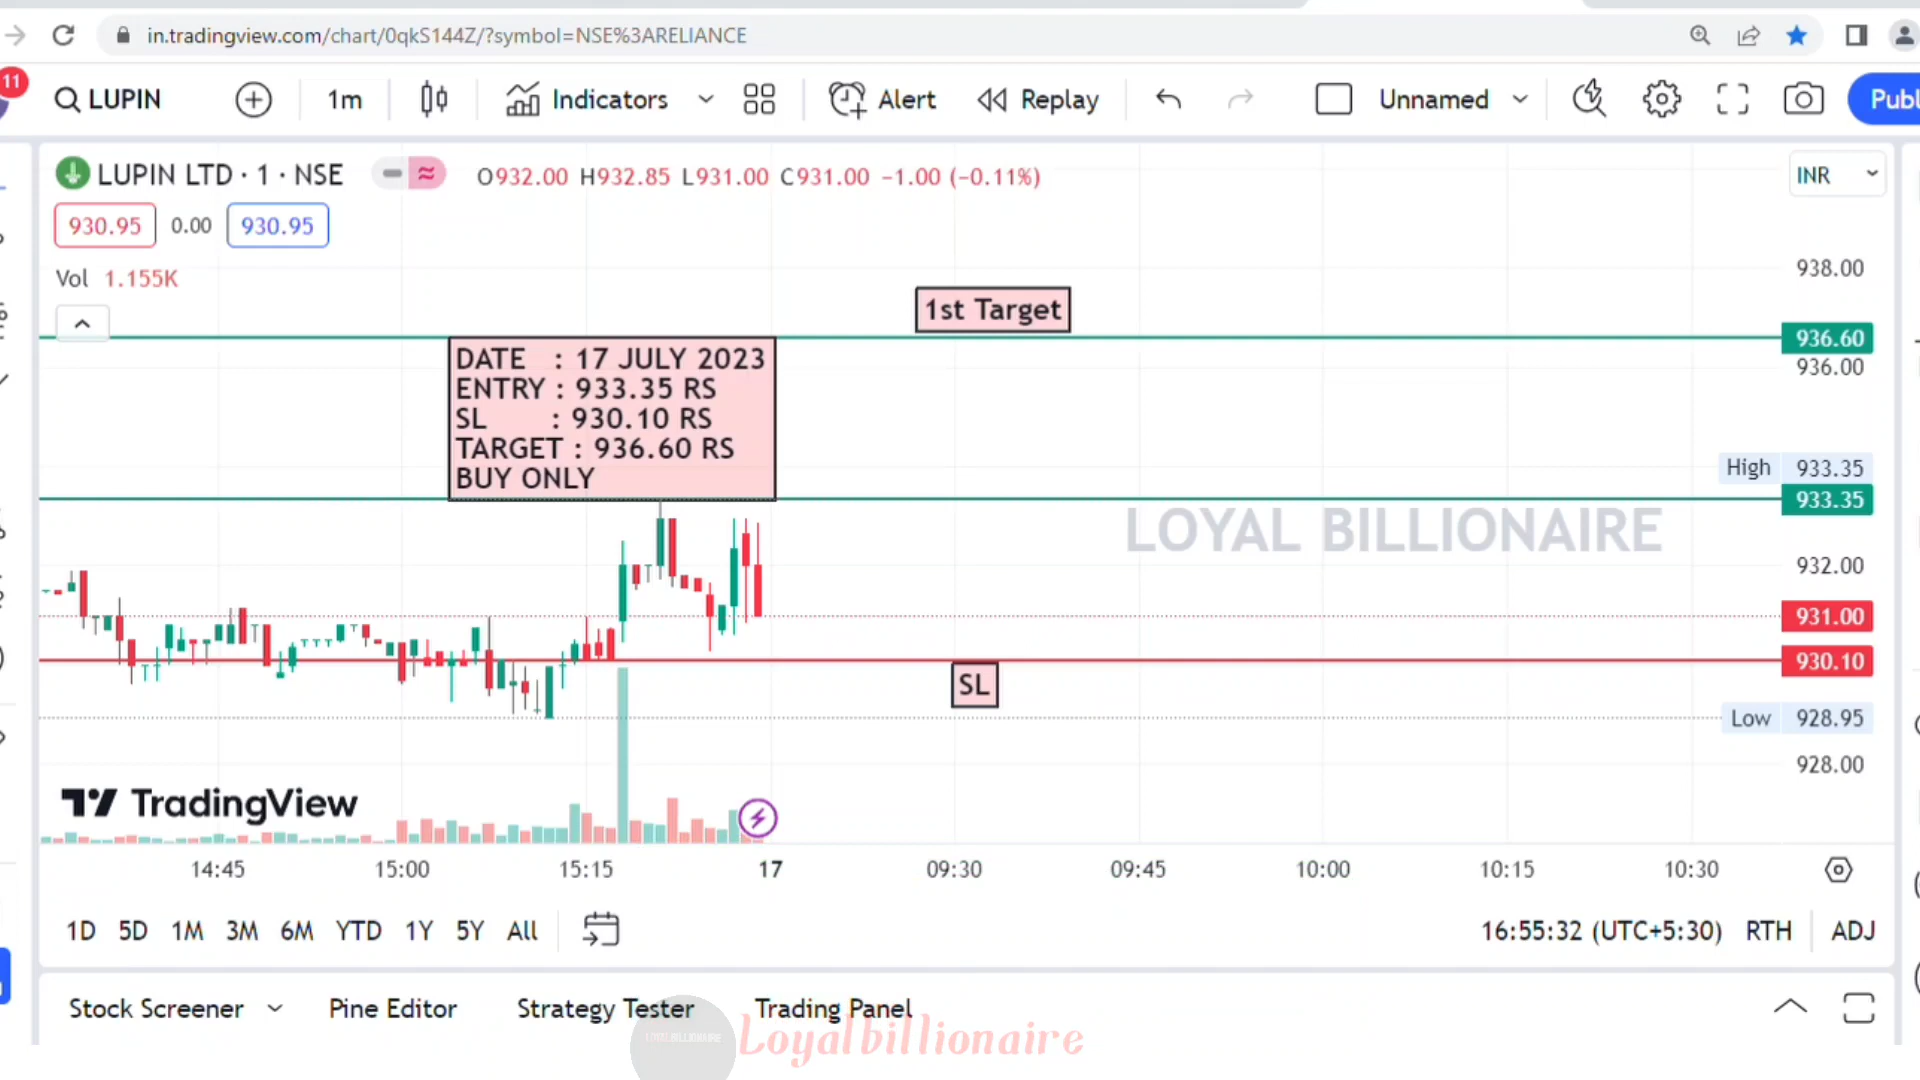 in.tradingview.com/chart/0qkS144Z/?symbol=NSE%3ARELIANCE
11
LUPIN
1m
Indicators
Alert
Replay
Unnamed
Publ
LUPIN LTD · 1 · NSE
O932.00 H932.85 L931.00 C931.00 −1.00 (−0.11%)
INR
930.95
0.00
930.95
Vol 1.155K
938.00
1st Target
936.60
936.00
DATE : 17 JULY 2023
ENTRY : 933.35 RS
SL : 930.10 RS
TARGET : 936.60 RS
BUY ONLY
High 933.35
933.35
LOYAL BILLIONAIRE
932.00
931.00
930.10
SL
Low 928.95
928.00
TradingView
14:45
15:00
15:15
17
09:30
09:45
10:00
10:15
10:30
1D
5D
1M
3M
6M
YTD
1Y
5Y
All
16:55:32 (UTC+5:30)
RTH
ADJ
Stock Screener
Pine Editor
Strategy Tester
Trading Panel
LOYALBILLIONAIRE
Loyalbillionaire